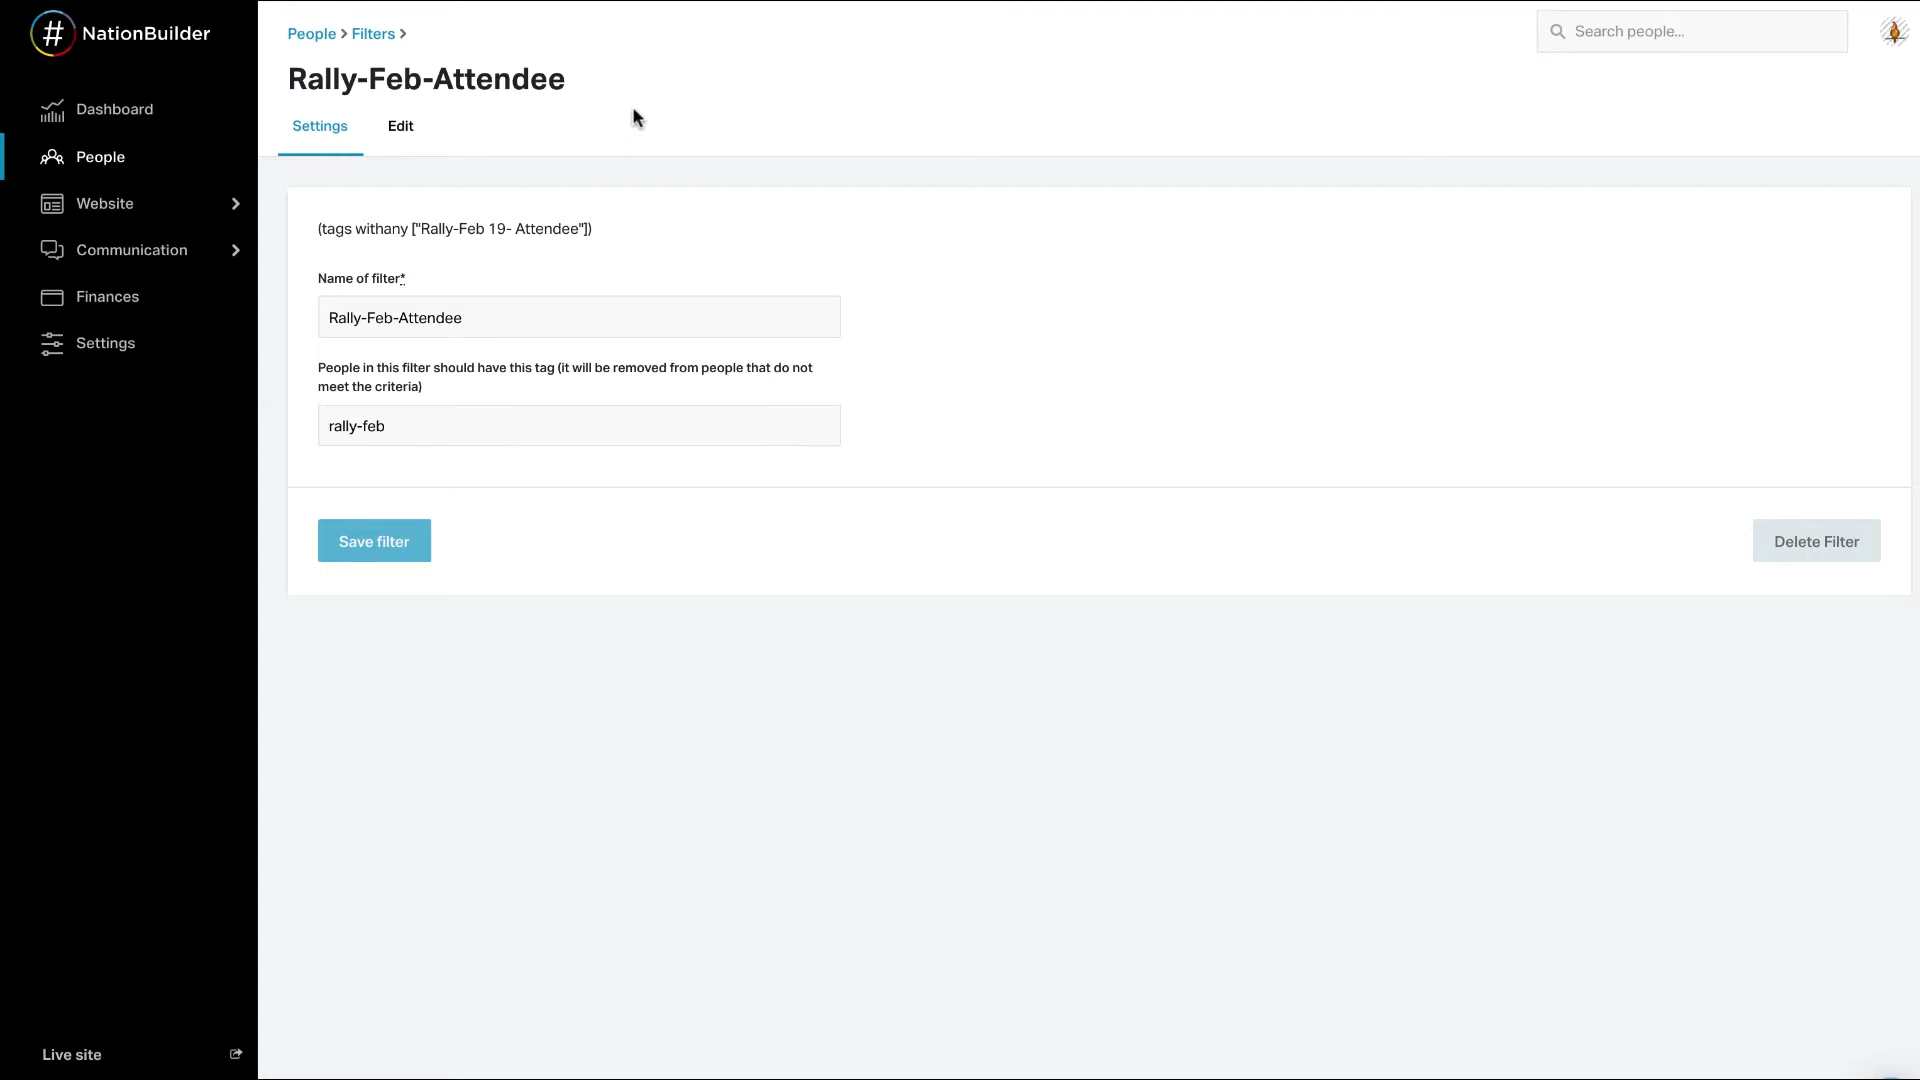 # NationBuilder
Dashboard
People
Website
Communication
Finances
Settings
Live site
People > Filters >
Search people...
Rally-Feb-Attendee
Settings
Edit
(tags withany ["Rally-Feb 19- Attendee"])
Name of filter*
Rally-Feb-Attendee
People in this filter should have this tag (it will be removed from people that do not
meet the criteria)
rally-feb
Save filter
Delete Filter